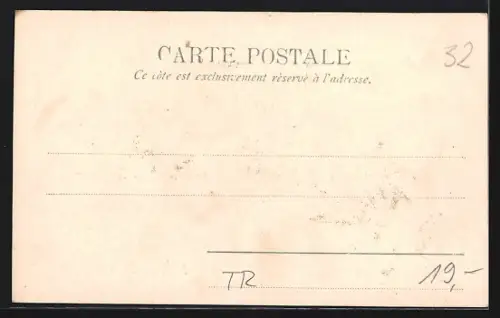 CARTE POSTALE
32
Ce côté est exclusivement réservé à l'adresse.
TR
19,-